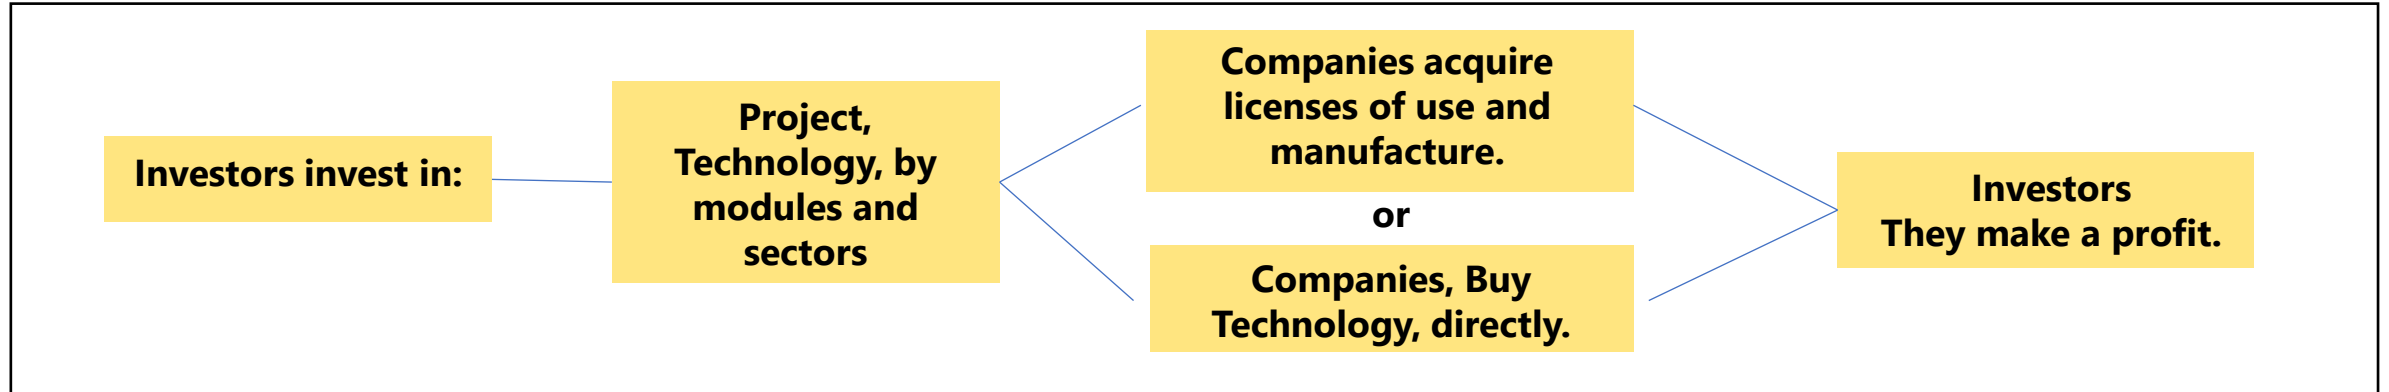 Investors invest in:
Project,
Technology, by
modules and
sectors
Companies acquire
licenses of use and
manufacture.
or
Companies, Buy
Technology, directly.
Investors
They make a profit.